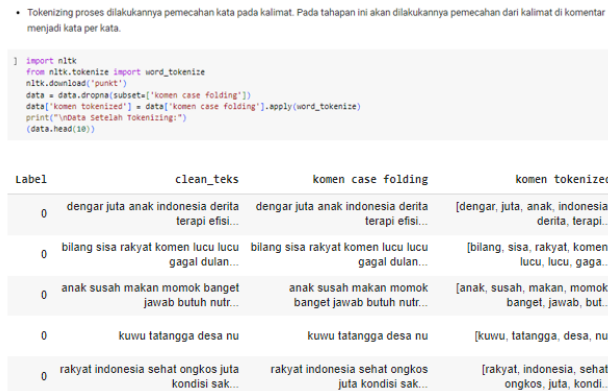 • Tokenizing proses dilakukannya pemecahan kata pada kalimat. Pada tahapan ini akan dilakukannya pemecahan dari kalimat di komentar
menjadi kata per kata.
] import nltk
from nltk.tokenize import word_tokenize
nltk.download('punkt')
data = data.dropna(subset=['komen case folding'])
data['komen tokenized'] = data['komen case folding'].apply(word_tokenize)
print("\nData Setelah Tokenizing:")
(data.head(10))
Label clean_teks komen case folding komen tokenized
0 dengar juta anak indonesia derita dengar juta anak indonesia derita [dengar, juta, anak, indonesia
terapi efisi... terapi efisi... derita, terapi..
0 bilang sisa rakyat komen lucu lucu bilang sisa rakyat komen lucu lucu [bilang, sisa, rakyat, komen
gagal dulan... gagal dulan... lucu, lucu, gaga..
0 anak susah makan momok banget anak susah makan momok [anak, susah, makan, momok
jawab butuh nutr... banget jawab butuh nutr... banget, jawab, but..
0 kuwu tatangga desa nu kuwu tatangga desa nu [kuwu, tatangga, desa, nu
0 rakyat indonesia sehat ongkos juta rakyat indonesia sehat ongkos [rakyat, indonesia, sehat
kondisi sak... juta kondisi sak... ongkos, juta, kondi..